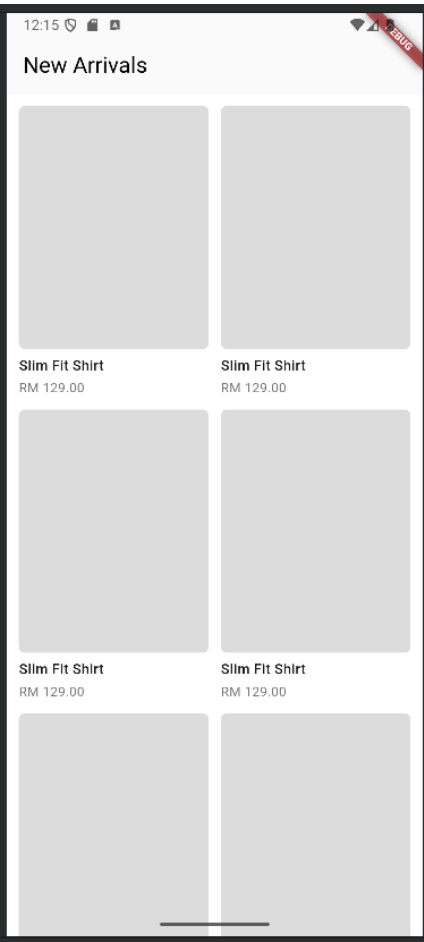 12:15
DEBUG
New Arrivals
Slim Fit Shirt Slim Fit Shirt
RM 129.00 RM 129.00
Slim Fit Shirt Slim Fit Shirt
RM 129.00 RM 129.00